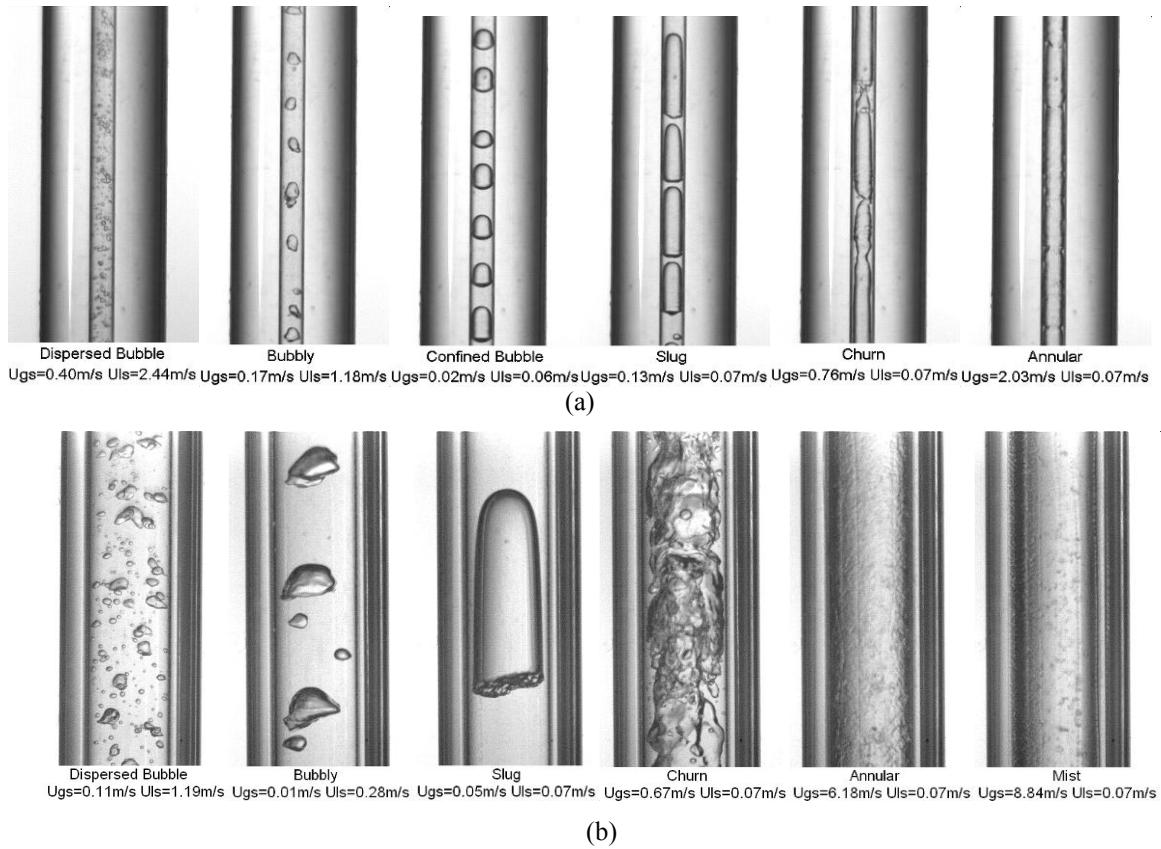 Dispersed Bubble Bubbly Confined Bubble Slug Churn Annular
Ugs=0.40m/s Uls=2.44m/s Ugs=0.17m/s Uls=1.18m/s Ugs=0.02m/s Uls=0.06m/s Ugs=0.13m/s Uls=0.07m/s Ugs=0.76m/s Uls=0.07m/s Ugs=2.03m/s Uls=0.07m/s
(a)
Dispersed Bubble Bubbly Slug Churn Annular Mist
Ugs=0.11m/s Uls=1.19m/s Ugs=0.01m/s Uls=0.28m/s Ugs=0.05m/s Uls=0.07m/s Ugs=0.67m/s Uls=0.07m/s Ugs=6.18m/s Uls=0.07m/s Ugs=8.84m/s Uls=0.07m/s
(b)